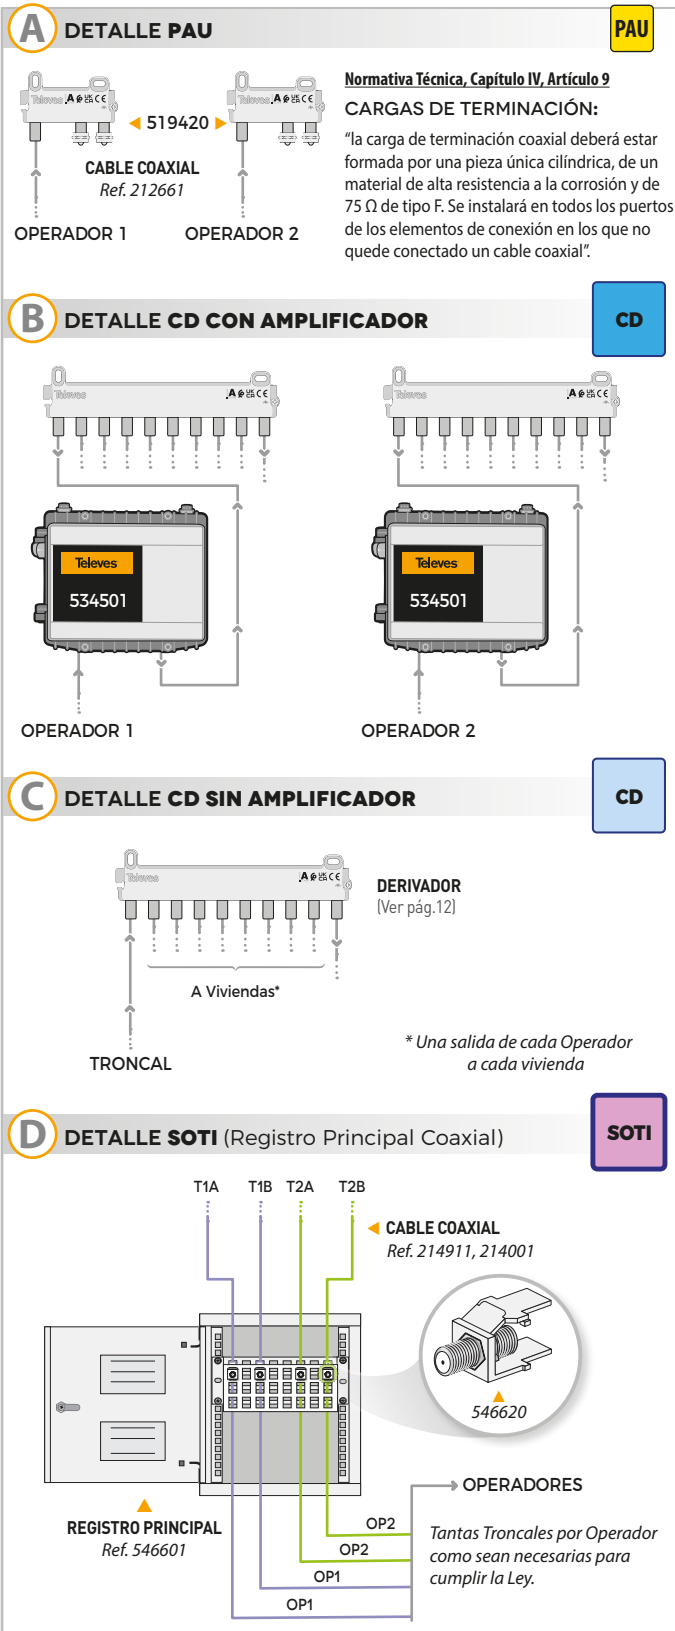 A DETALLE PAU
PAU
Televes
Televes
519420
CABLE COAXIAL
Ref. 212661
OPERADOR 1
OPERADOR 2
Normativa Técnica, Capítulo IV, Artículo 9
CARGAS DE TERMINACIÓN:
“la carga de terminación coaxial deberá estar
formada por una pieza única cilíndrica, de un
material de alta resistencia a la corrosión y de
75 Ω de tipo F. Se instalará en todos los puertos
de los elementos de conexión en los que no
quede conectado un cable coaxial”.
B DETALLE CD CON AMPLIFICADOR
CD
Televes
Televes
Televes
534501
Televes
534501
OPERADOR 1
OPERADOR 2
C DETALLE CD SIN AMPLIFICADOR
CD
Televes
DERIVADOR
(Ver pág.12)
A Viviendas*
TRONCAL
* Una salida de cada Operador
a cada vivienda
D DETALLE SOTI (Registro Principal Coaxial)
SOTI
T1A T1B T2A T2B
CABLE COAXIAL
Ref. 214911, 214001
546620
REGISTRO PRINCIPAL
Ref. 546601
OPERADORES
OP2
OP2
OP1
OP1
Tantas Troncales por Operador
como sean necesarias para
cumplir la Ley.